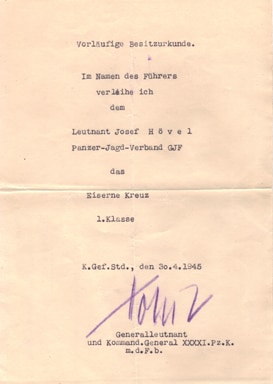 Vorläufige Besitzurkunde.
Im Namen des Führers
verleihe ich
dem
Leutnant Josef H ö v e l
Panzer-Jagd-Verband GJF
das
Eiserne Kreuz
1.Klasse
K.Gef.Std., den 30.4.1945
Generalleutnant
und Kommand.General XXXXI.Pz.K.
m.d.F.b.